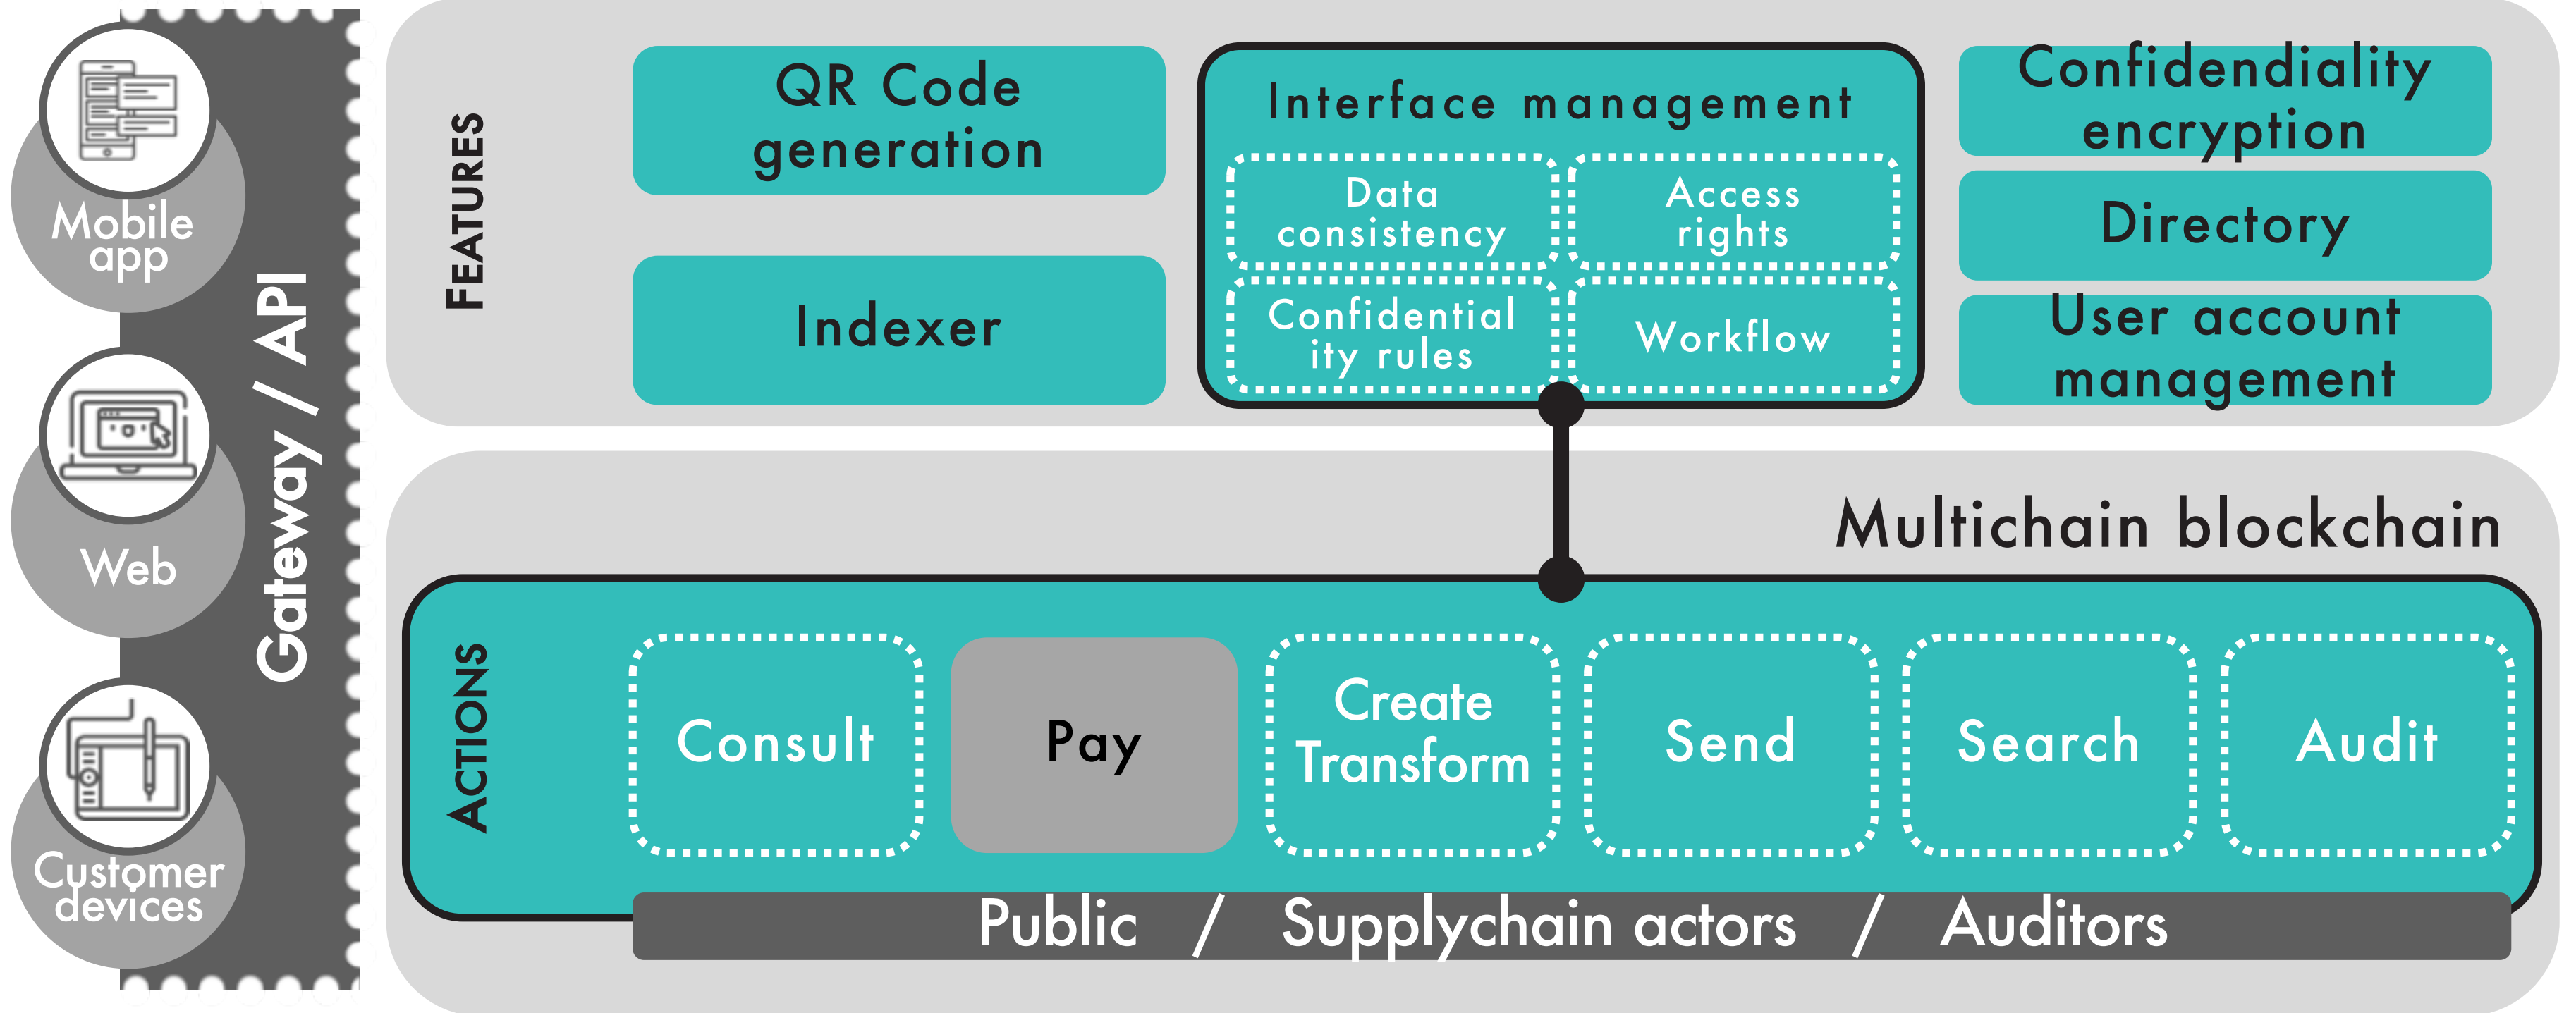 Mobile
app
Web
Customer
devices
Gateway / API
FEATURES
QR Code
generation
Indexer
Interface management
Data
consistency
Access
rights
Confidential
ity rules
Workflow
Confidendiality
encryption
Directory
User account
management
Multichain blockchain
ACTIONS
Consult
Pay
Create
Transform
Send
Search
Audit
Public / Supplychain actors / Auditors